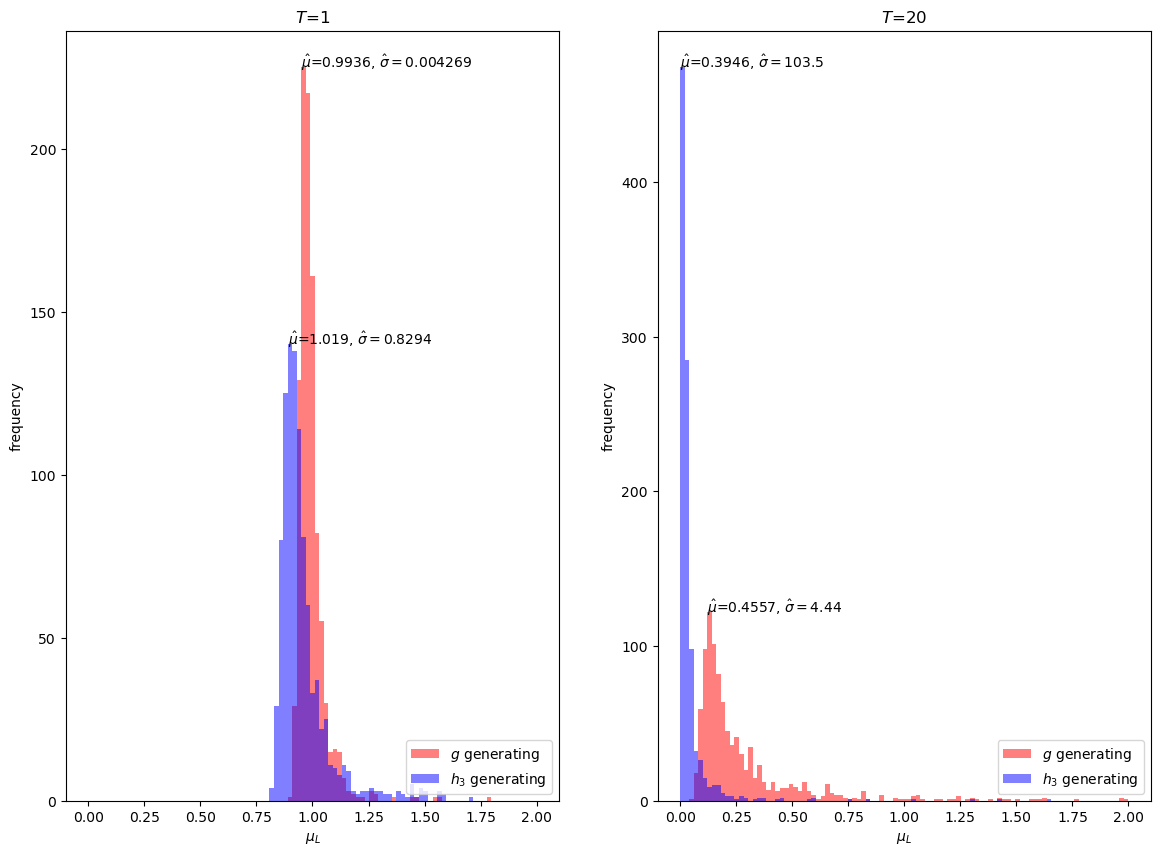 T=1
μ̂=0.9936, σ̂ = 0.004269
μ̂=1.019, σ̂ = 0.8294
frequency
200
150
100
50
0
0.00 0.25 0.50 0.75 1.00 1.25 1.50 1.75 2.00
μ_L
g generating
h₃ generating
T=20
μ̂=0.3946, σ̂ = 103.5
μ̂=0.4557, σ̂ = 4.44
frequency
400
300
200
100
0
0.00 0.25 0.50 0.75 1.00 1.25 1.50 1.75 2.00
μ_L
g generating
h₃ generating